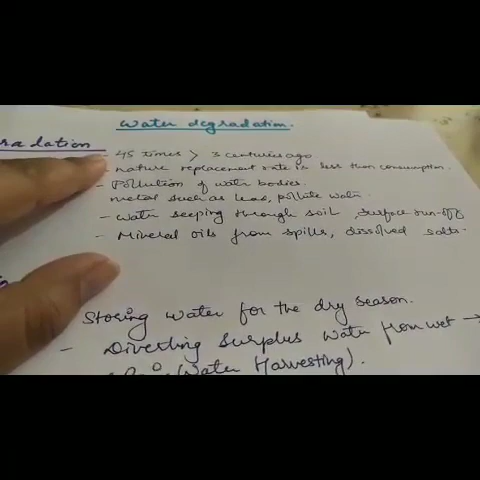 Water degradation.
radation
- 45 times > 3 centuries ago
- nature replacement rate is less than consumption.
- Pollution of water bodies.
metal such as lead, pollute water.
- water seeping through soil, surface run-off
- Mineral oils from spills, dissolved salts.
Storing water for the dry season.
- Diverting surplus water from wet →
Water Harvesting).